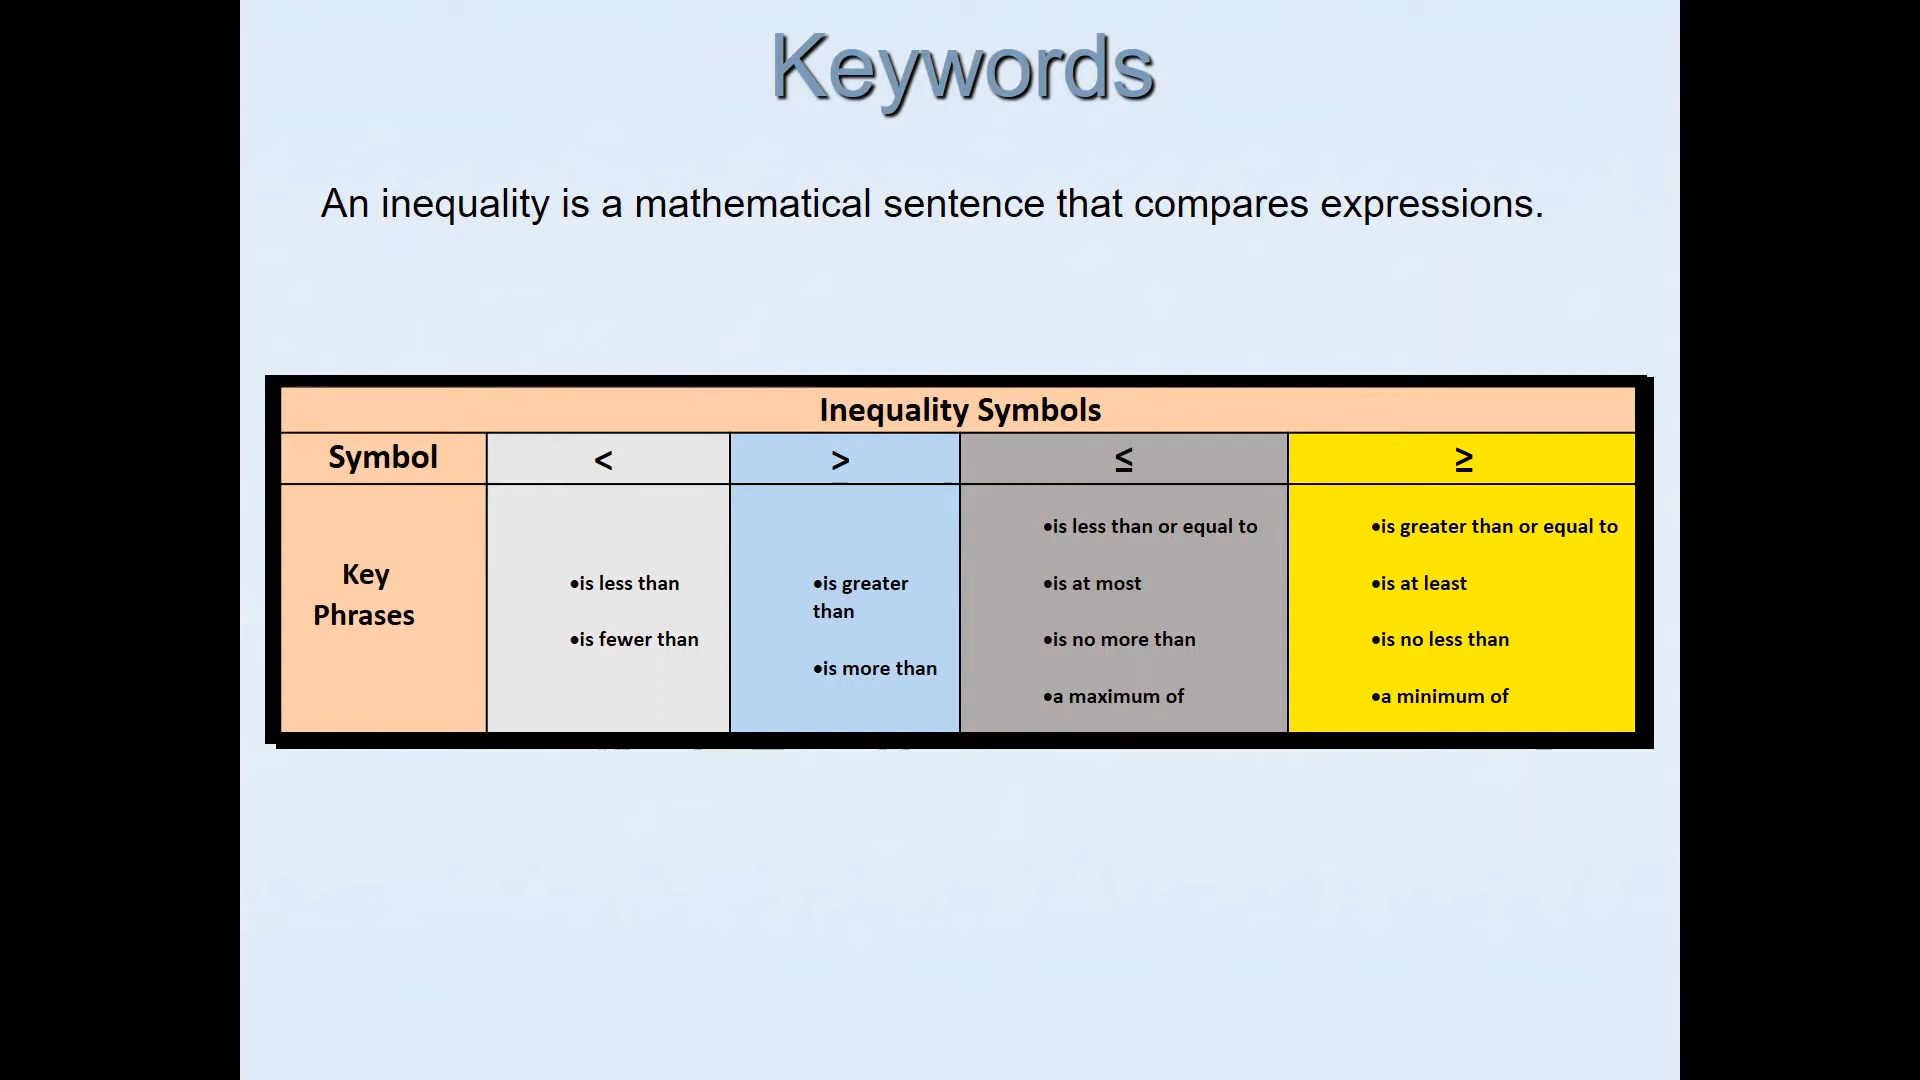 Keywords
An inequality is a mathematical sentence that compares expressions.
Inequality Symbols
Symbol < > ≤ ≥
Key
Phrases
•is less than
•is fewer than
•is greater
than
•is more than
•is less than or equal to
•is at most
•is no more than
•a maximum of
•is greater than or equal to
•is at least
•is no less than
•a minimum of